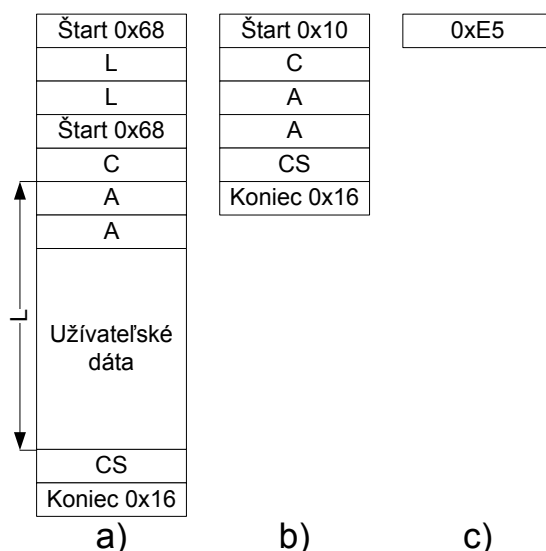 Štart 0x68
L
L
Štart 0x68
C
A
A
L
Užívateľské
dáta
CS
Koniec 0x16
a)
Štart 0x10
C
A
A
CS
Koniec 0x16
b)
0xE5
c)